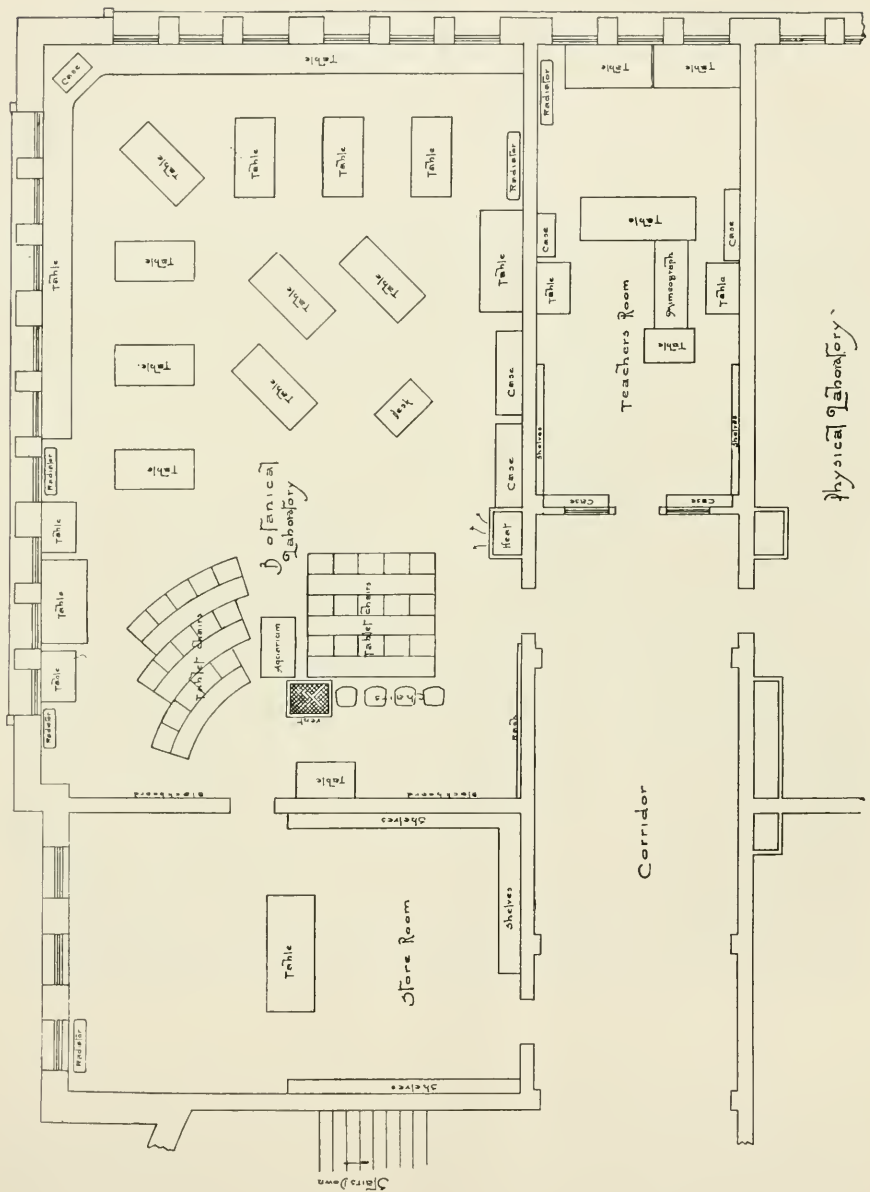 Case
Table
Table
Table
Table
Table
Table
Radiator
Table
Table
Radiator
Table
Table
Table
Case
Case
Table
Table
Table
Table
Table
Table.
Desk
Case
Shelves
Teachers Room
Mimeograph
Table
Table
Case
Table
Case
Radiator
Table
Shelves
Botanical
Laboratory
Case
Case
Heat
Physical Laboratory
Table
Table
Table
Tablet Chairs
Aquarium
Tablet Chairs
Radiator
Vent
Blackboard
Table
Blackboard
Shelves
Corridor
Shelves
Table
Store Room
Radiator
Shelves
Stairs Down